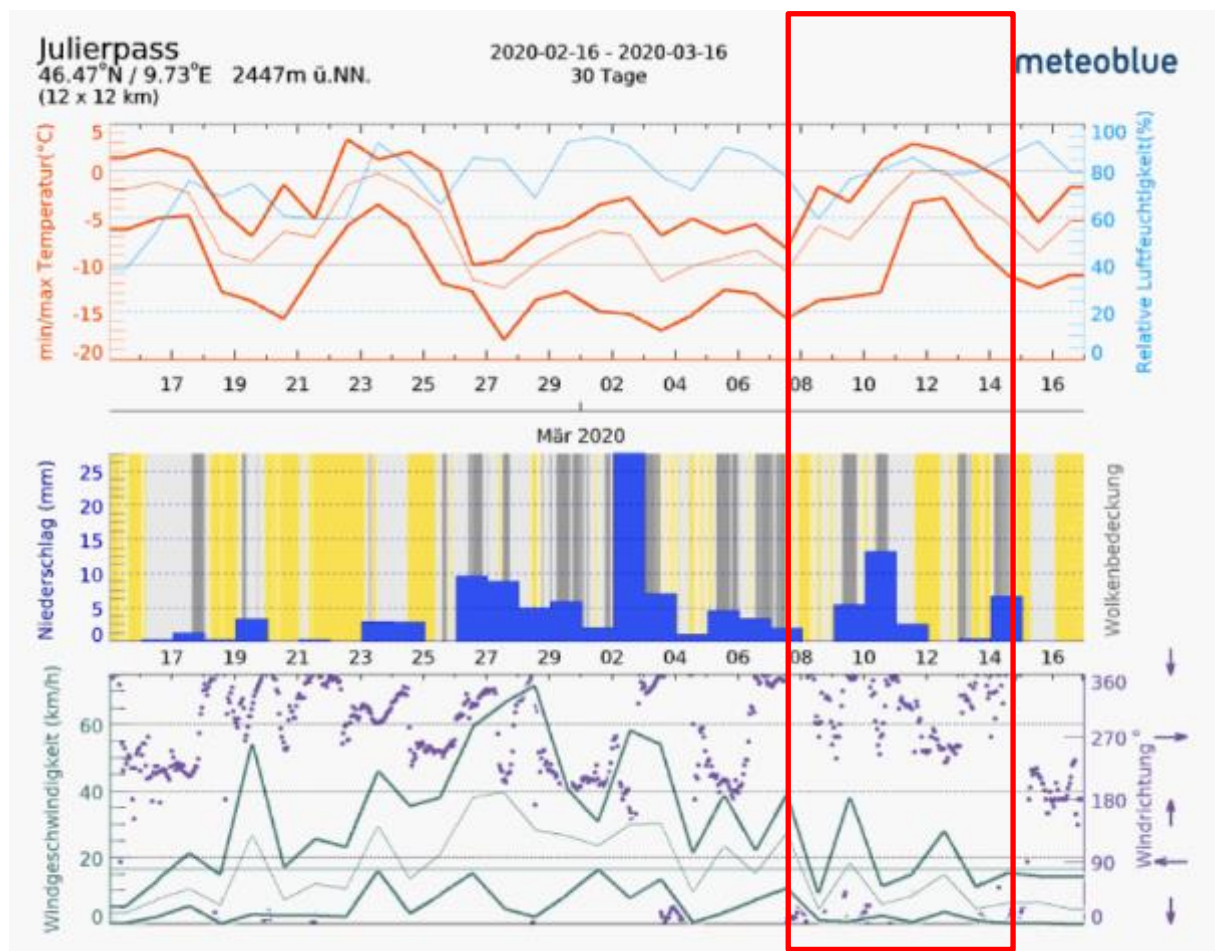 Julierpass
46.47°N / 9.73°E 2447m ü.NN.
(12 x 12 km)
2020-02-16 - 2020-03-16
30 Tage
meteoblue
min/max Temperatur(°C)
5
0
-5
-10
-15
-20
100
80
60
40
20
0
Relative Luftfeuchtigkeit(%)
17 19 21 23 25 27 29 02 04 06 08 10 12 14 16
Mär 2020
Niederschlag (mm)
25
20
15
10
5
0
Wolkenbedeckung
17 19 21 23 25 27 29 02 04 06 08 10 12 14 16
Windgeschwindigkeit (km/h)
60
40
20
0
360
270
180
90
0
Windrichtung °